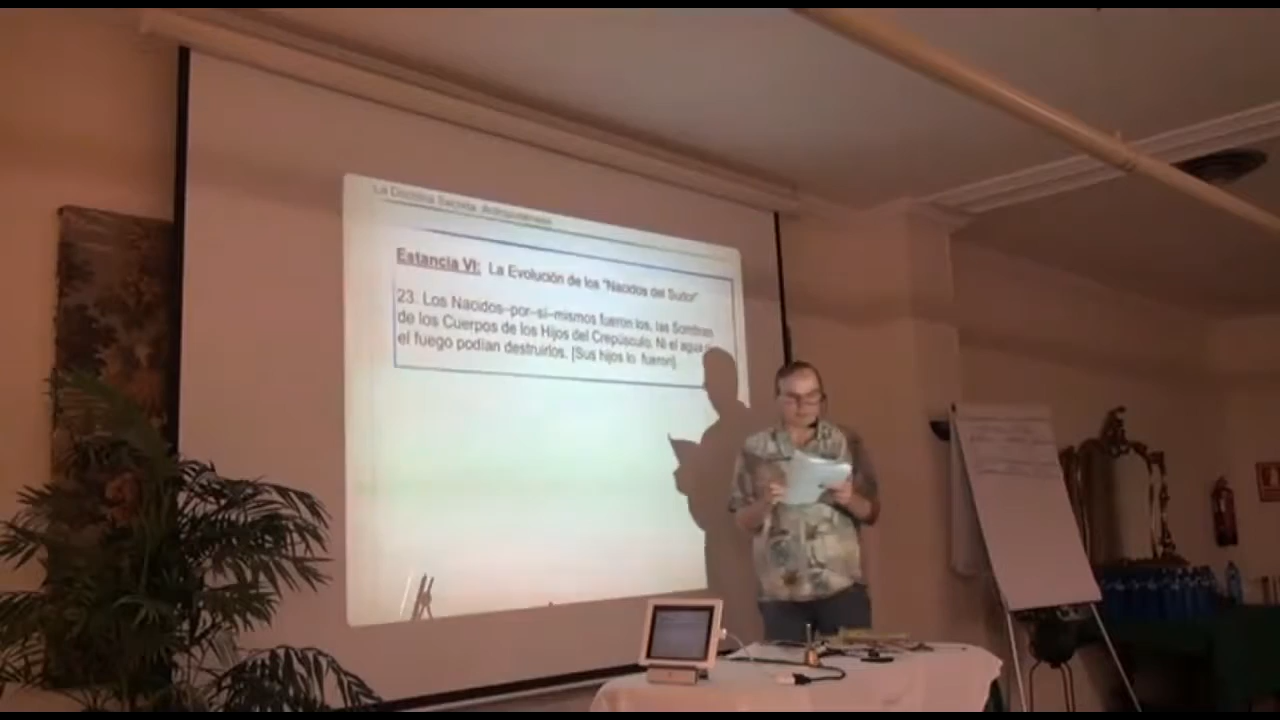 La Doctrina Secreta: Antropogénesis
Estancia VI: La Evolución de los "Nacidos del Sudor"
23. Los Nacidos-por-sí-mismos fueron los, las Sombras
de los Cuerpos de los Hijos del Crepúsculo. Ni el agua
el fuego podían destruirlos. [Sus hijos lo fueron]